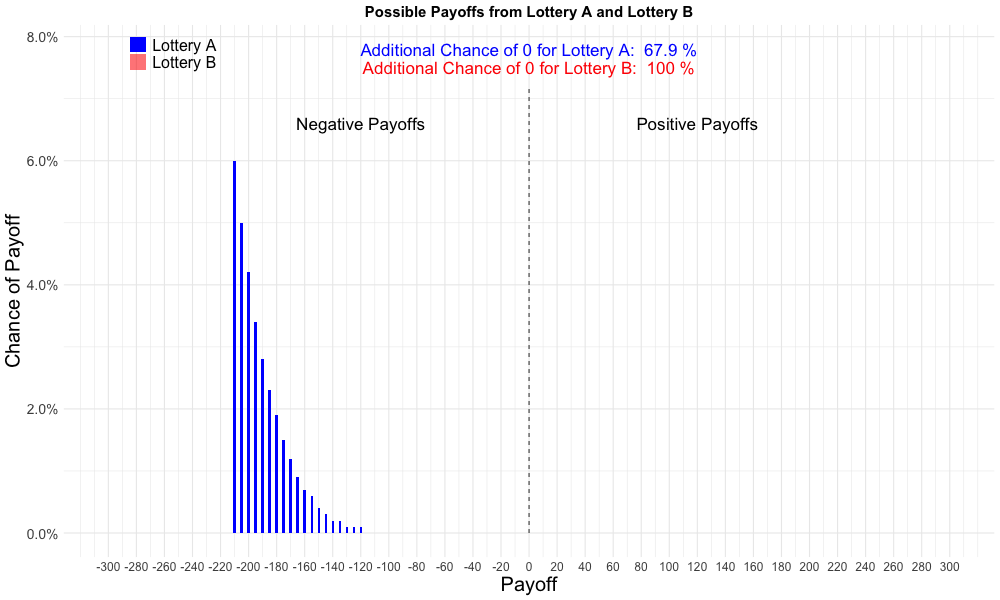 Possible Payoffs from Lottery A and Lottery B
8.0%
Lottery A
Lottery B
Additional Chance of 0 for Lottery A:  67.9 %
Additional Chance of 0 for Lottery B:  100 %
Negative Payoffs
Positive Payoffs
6.0%
4.0%
2.0%
0.0%
Chance of Payoff
-300 -280 -260 -240 -220 -200 -180 -160 -140 -120 -100 -80 -60 -40 -20 0 20 40 60 80 100 120 140 160 180 200 220 240 260 280 300
Payoff